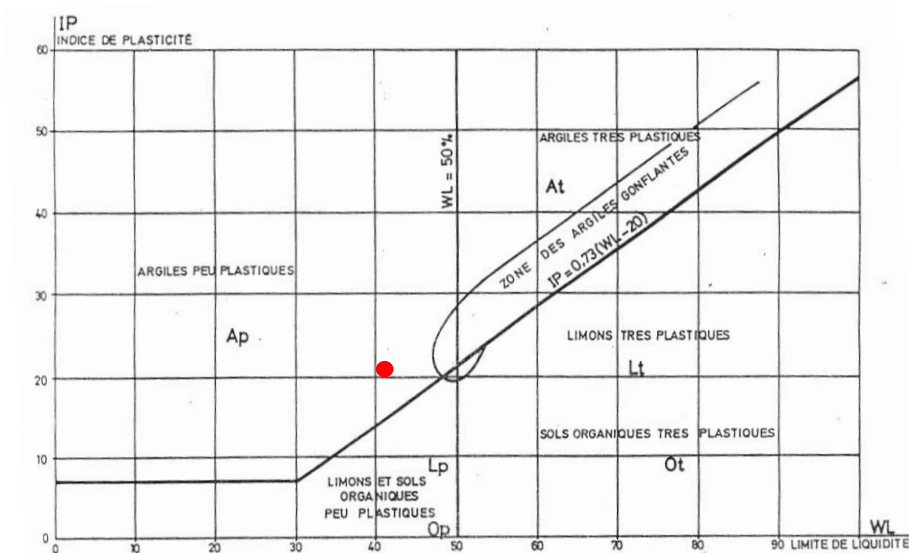 IP
INDICE DE PLASTICITÉ
60
50
40
30
20
10
0
WL = 50%
ARGILES TRES PLASTIQUES
At
ZONE DES ARGILES GONFLANTES
IP = 0,73(WL-20)
ARGILES PEU PLASTIQUES
Ap
LIMONS TRES PLASTIQUES
Lt
SOLS ORGANIQUES TRES PLASTIQUES
Ot
Lp
LIMONS ET SOLS
ORGANIQUES
PEU PLASTIQUES
Op
WL
0 10 20 30 40 50 60 70 80 90 LIMITE DE LIQUIDITE